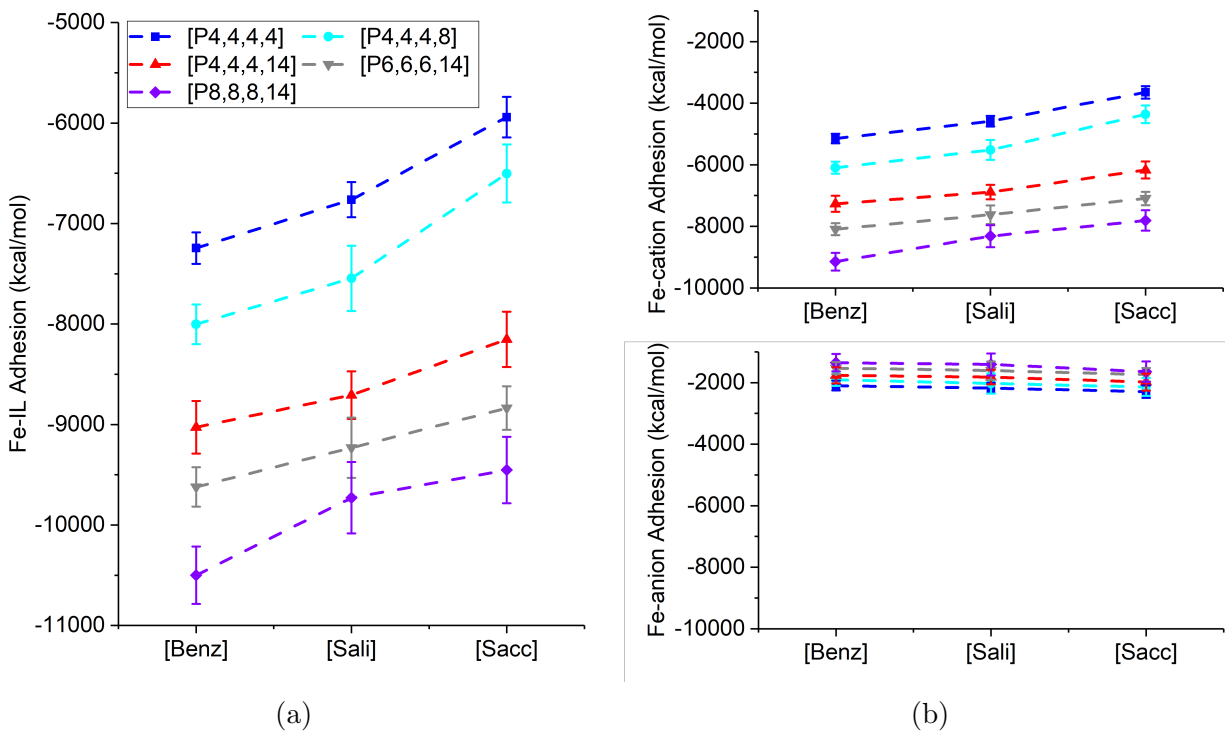 Fe-IL Adhesion (kcal/mol)
-5000
-6000
-7000
-8000
-9000
-10000
-11000
[P4,4,4,4]
[P4,4,4,8]
[P4,4,4,14]
[P6,6,6,14]
[P8,8,8,14]
[Benz]
[Sali]
[Sacc]
(a)
Fe-cation Adhesion (kcal/mol)
-2000
-4000
-6000
-8000
-10000
[Benz]
[Sali]
[Sacc]
Fe-anion Adhesion (kcal/mol)
-2000
-4000
-6000
-8000
-10000
[Benz]
[Sali]
[Sacc]
(b)